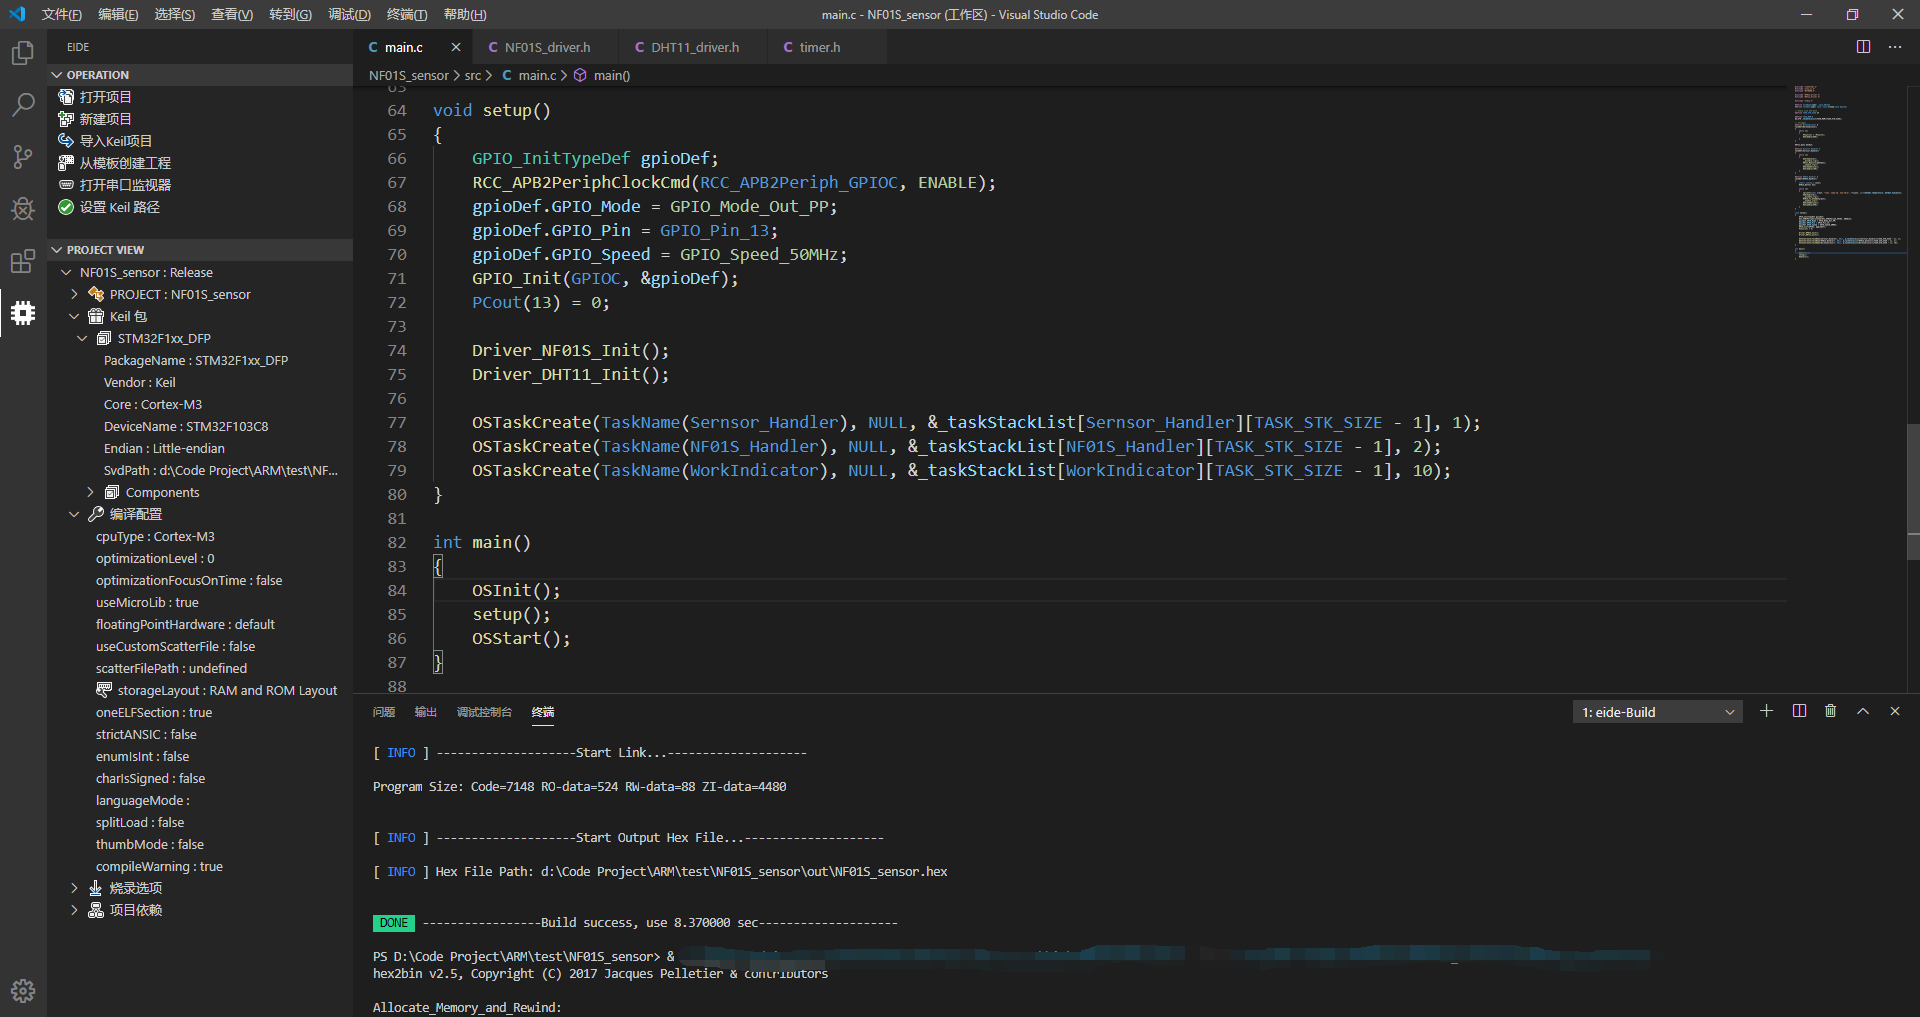 文件(F) 编辑(E) 选择(S) 查看(V) 转到(G) 调试(D) 终端(T) 帮助(H)
main.c - NF01S_sensor (工作区) - Visual Studio Code
EIDE
OPERATION
打开项目
新建项目
导入Keil项目
从模板创建工程
打开串口监视器
设置 Keil 路径
PROJECT VIEW
NF01S_sensor : Release
PROJECT : NF01S_sensor
Keil 包
STM32F1xx_DFP
PackageName : STM32F1xx_DFP
Vendor : Keil
Core : Cortex-M3
DeviceName : STM32F103C8
Endian : Little-endian
SvdPath : d:\Code Project\ARM\test\NF...
Components
编译配置
cpuType : Cortex-M3
optimizationLevel : 0
optimizationFocusOnTime : false
useMicroLib : true
floatingPointHardware : default
useCustomScatterFile : false
scatterFilePath : undefined
storageLayout : RAM and ROM Layout
oneELFSection : true
strictANSIC : false
enumIsInt : false
charIsSigned : false
languageMode :
splitLoad : false
thumbMode : false
compileWarning : true
烧录选项
项目依赖
C main.c C NF01S_driver.h C DHT11_driver.h C timer.h
NF01S_sensor > src > C main.c > main()
63
64 void setup()
65 {
66 GPIO_InitTypeDef gpioDef;
67 RCC_APB2PeriphClockCmd(RCC_APB2Periph_GPIOC, ENABLE);
68 gpioDef.GPIO_Mode = GPIO_Mode_Out_PP;
69 gpioDef.GPIO_Pin = GPIO_Pin_13;
70 gpioDef.GPIO_Speed = GPIO_Speed_50MHz;
71 GPIO_Init(GPIOC, &gpioDef);
72 PCout(13) = 0;
73
74 Driver_NF01S_Init();
75 Driver_DHT11_Init();
76
77 OSTaskCreate(TaskName(Sernsor_Handler), NULL, &_taskStackList[Sernsor_Handler][TASK_STK_SIZE - 1], 1);
78 OSTaskCreate(TaskName(NF01S_Handler), NULL, &_taskStackList[NF01S_Handler][TASK_STK_SIZE - 1], 2);
79 OSTaskCreate(TaskName(WorkIndicator), NULL, &_taskStackList[WorkIndicator][TASK_STK_SIZE - 1], 10);
80 }
81
82 int main()
83 {
84 OSInit();
85 setup();
86 OSStart();
87 }
88
问题 输出 调试控制台 终端
1: eide-Build
[ INFO ] --------------------Start Link...--------------------
Program Size: Code=7148 RO-data=524 RW-data=88 ZI-data=4480
[ INFO ] --------------------Start Output Hex File...--------------------
[ INFO ] Hex File Path: d:\Code Project\ARM\test\NF01S_sensor\out\NF01S_sensor.hex
DONE -----------------Build success, use 8.370000 sec--------------------
PS D:\Code Project\ARM\test\NF01S_sensor> &
hex2bin v2.5, Copyright (C) 2017 Jacques Pelletier & contributors
Allocate_Memory_and_Rewind: